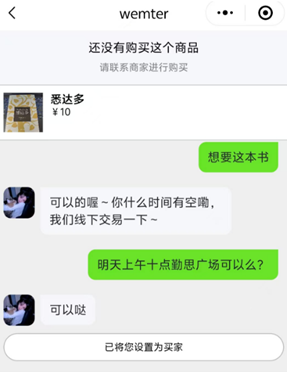 wemter
还没有购买这个商品
请联系商家进行购买
悉达多
￥10
想要这本书
可以的喔～你什么时间有空嘞，
我们线下交易一下～
明天上午十点勤思广场可以么？
可以哒
已将您设置为买家